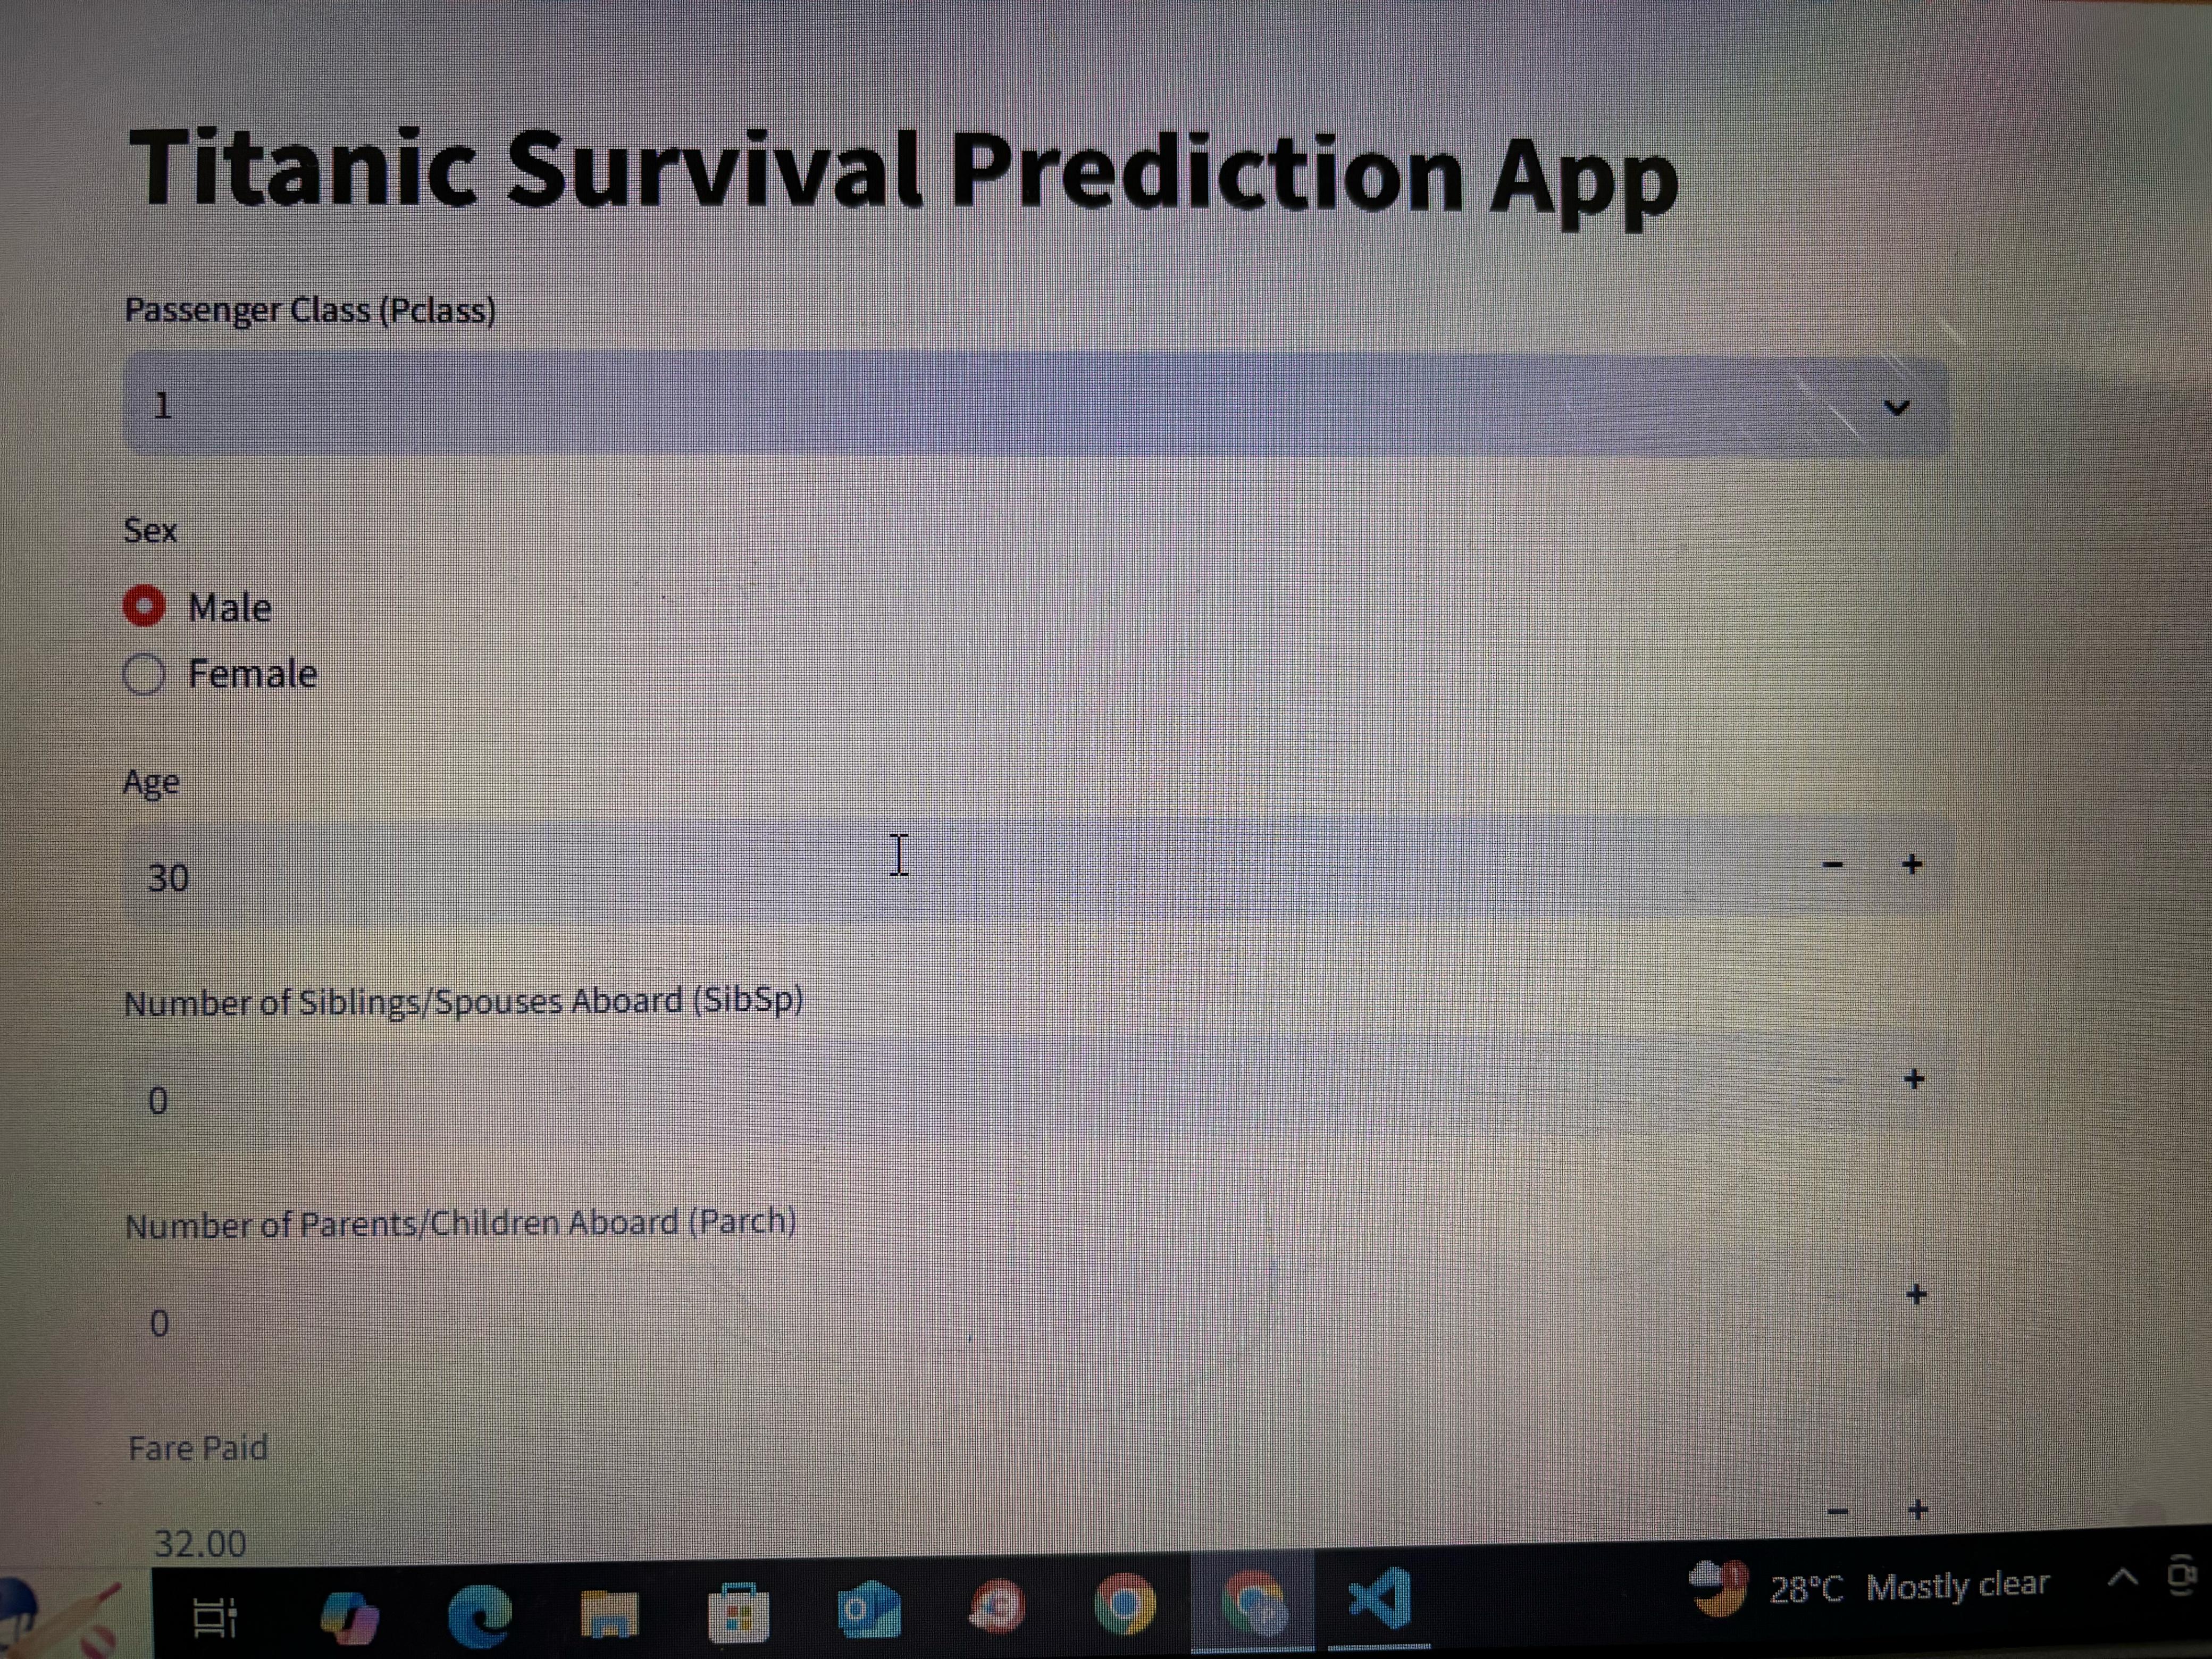 Titanic Survival Prediction App
Passenger Class (Pclass)
1
Sex
Male
Female
Age
30
Number of Siblings/Spouses Aboard (SibSp)
0
Number of Parents/Children Aboard (Parch)
0
Fare Paid
32.00
28°C Mostly clear